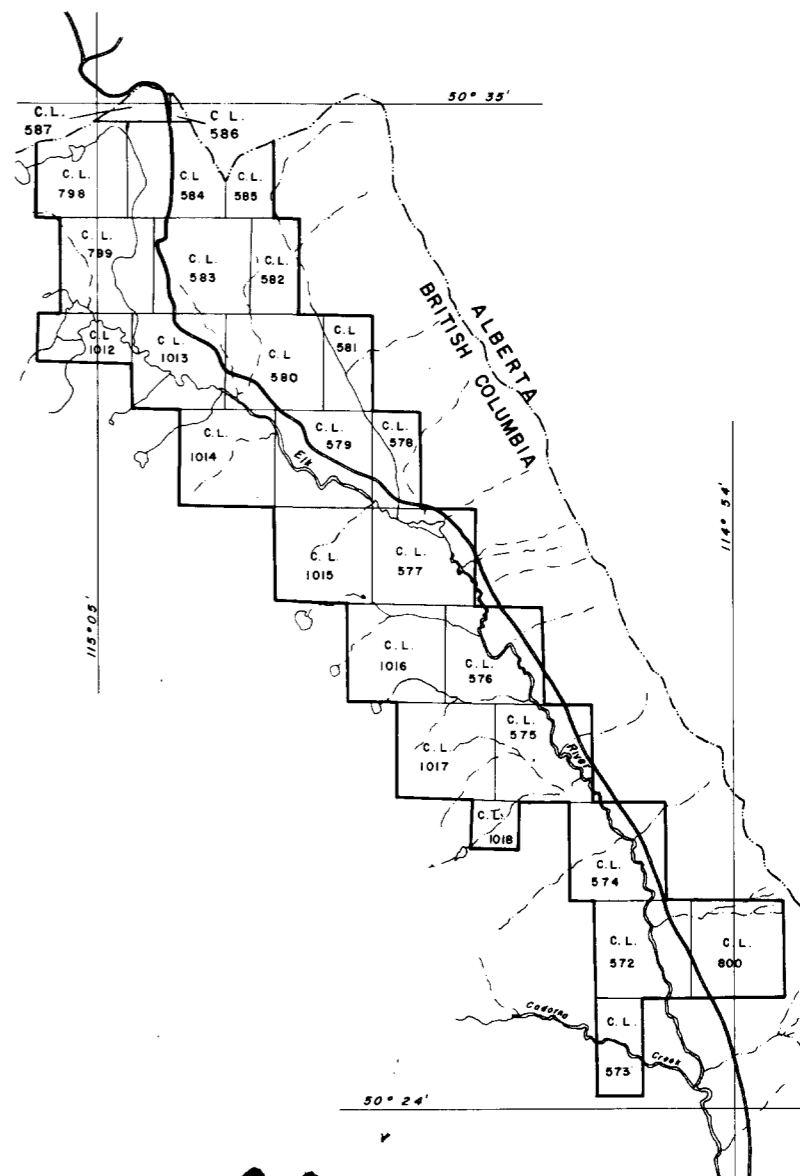 50° 35'
C. L.
587
C. L.
586
C. L.
798
C. L
584
C. L.
585
C. L.
799
C. L.
583
C. L.
582
C. L
1012
C. L.
1013
C. L
580
C. L
581
ALBERTA
BRITISH COLUMBIA
C. L.
1014
Elk
C. L.
579
C. L.
578
C. L.
1015
C. L.
577
114° 54'
115° 05'
C. L.
1016
C. L.
576
C. L.
1017
C. L.
575
River
C. L.
1018
C. L.
574
C. L.
572
C. L.
800
Cadorna
Creek
C. L.
573
50° 24'